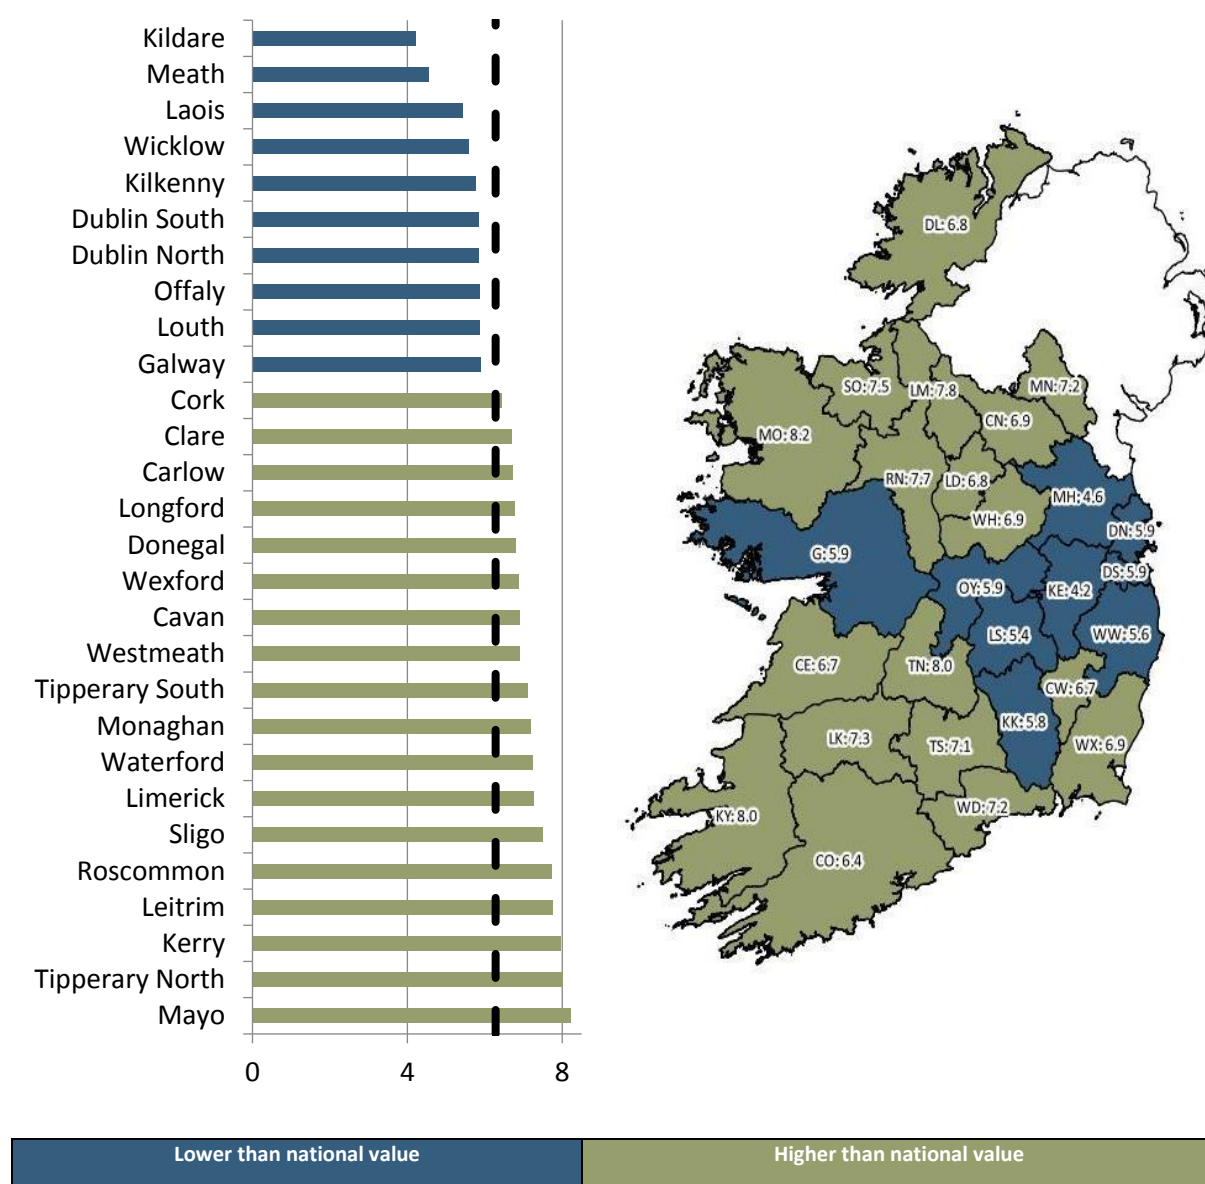 Kildare
Meath
Laois
Wicklow
Kilkenny
Dublin South
Dublin North
Offaly
Louth
Galway
Cork
Clare
Carlow
Longford
Donegal
Wexford
Cavan
Westmeath
Tipperary South
Monaghan
Waterford
Limerick
Sligo
Roscommon
Leitrim
Kerry
Tipperary North
Mayo
0 4 8
DL: 6.8
SO: 7.5
LM: 7.8
MN: 7.2
CN: 6.9
MO: 8.2
RN: 7.7
LD: 6.8
MH: 4.6
WH: 6.9
DN: 5.9
G: 5.9
OY: 5.9
DS: 5.9
KE: 4.2
LS: 5.4
WW: 5.6
CE: 6.7
TN: 8.0
CW: 6.7
KK: 5.8
LK: 7.3
TS: 7.1
WX: 6.9
KY: 8.0
WD: 7.2
CO: 6.4
Lower than national value
Higher than national value